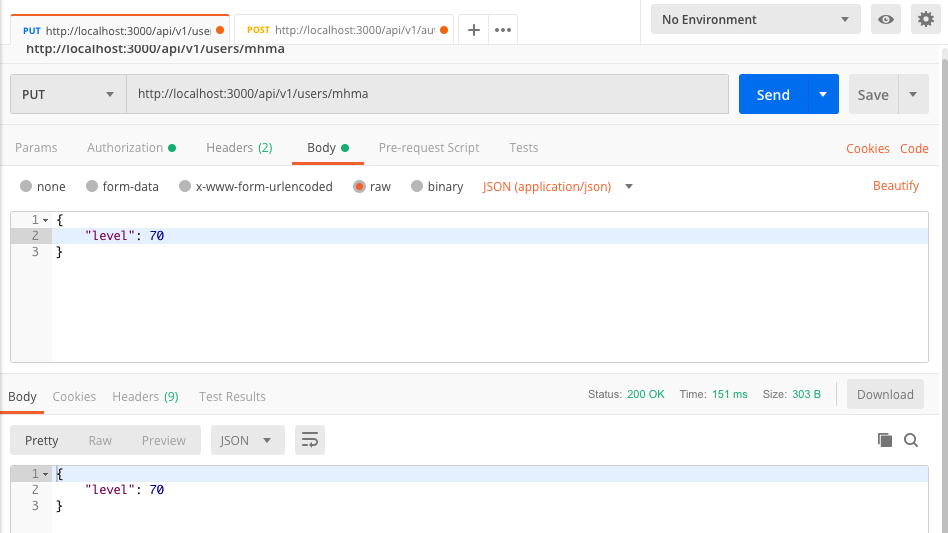 PUT http://localhost:3000/api/v1/use POST http://localhost:3000/api/v1/au No Environment
http://localhost:3000/api/v1/users/mhma
PUT http://localhost:3000/api/v1/users/mhma Send Save
Params Authorization Headers (2) Body Pre-request Script Tests Cookies Code
none form-data x-www-form-urlencoded raw binary JSON (application/json) Beautify
1 {
2 "level": 70
3 }
Body Cookies Headers (9) Test Results Status: 200 OK Time: 151 ms Size: 303 B Download
Pretty Raw Preview JSON
1 {
2 "level": 70
3 }